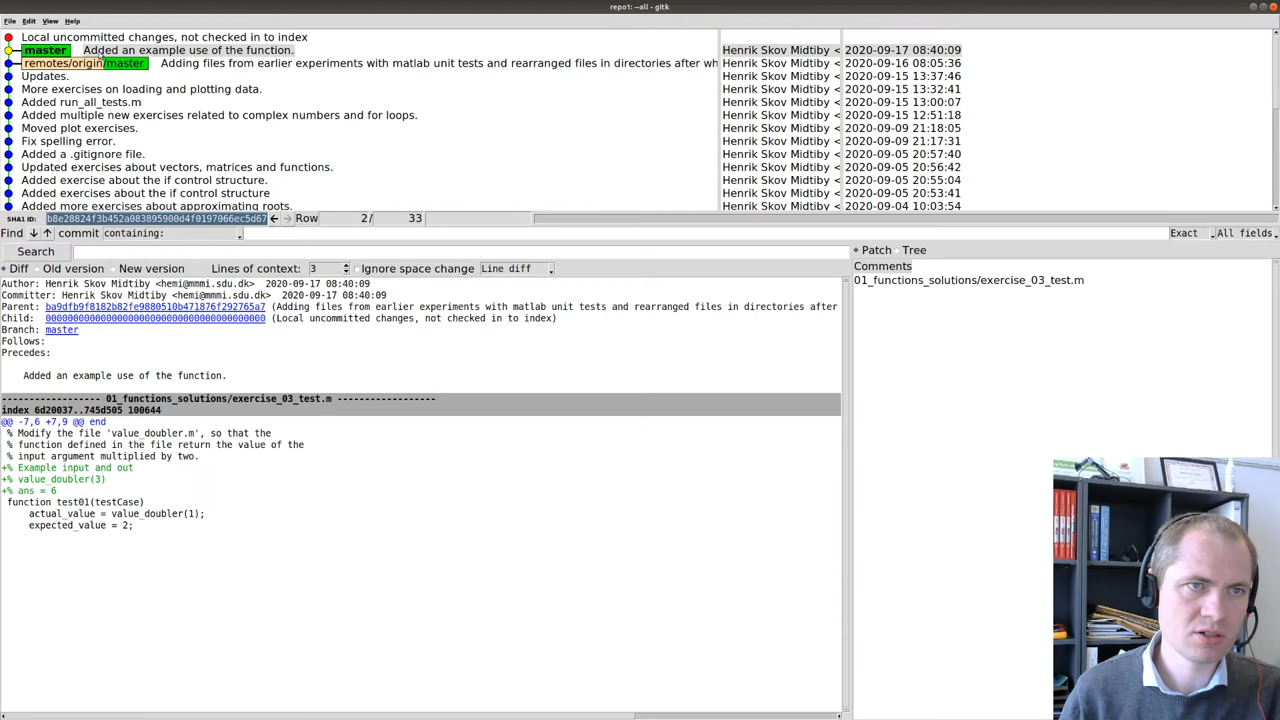 repo1: --all - gitk
File Edit View Help
Local uncommitted changes, not checked in to index
master Added an example use of the function. Henrik Skov Midtiby < 2020-09-17 08:40:09
remotes/origin/master Adding files from earlier experiments with matlab unit tests and rearranged files in directories after wh Henrik Skov Midtiby < 2020-09-16 08:05:36
Updates. Henrik Skov Midtiby < 2020-09-15 13:37:46
More exercises on loading and plotting data. Henrik Skov Midtiby < 2020-09-15 13:32:41
Added run_all_tests.m Henrik Skov Midtiby < 2020-09-15 13:00:07
Added multiple new exercises related to complex numbers and for loops. Henrik Skov Midtiby < 2020-09-15 12:51:18
Moved plot exercises. Henrik Skov Midtiby < 2020-09-09 21:18:05
Fix spelling error. Henrik Skov Midtiby < 2020-09-09 21:17:31
Added a .gitignore file. Henrik Skov Midtiby < 2020-09-05 20:57:40
Updated exercises about vectors, matrices and functions. Henrik Skov Midtiby < 2020-09-05 20:56:42
Added exercise about the if control structure. Henrik Skov Midtiby < 2020-09-05 20:55:04
Added exercises about the if control structure Henrik Skov Midtiby < 2020-09-05 20:53:41
Added more exercises about approximating roots. Henrik Skov Midtiby < 2020-09-04 10:03:54
SHA1 ID: b8e28824f3b452a083895900d4f0197066ec5d67 ← → Row 2/ 33
Find ↓ ↑ commit containing: Exact All fields
Search
Patch Tree
Diff Old version New version Lines of context: 3 Ignore space change Line diff
Comments
01_functions_solutions/exercise_03_test.m
Author: Henrik Skov Midtiby <hemi@mmmi.sdu.dk> 2020-09-17 08:40:09
Committer: Henrik Skov Midtiby <hemi@mmmi.sdu.dk> 2020-09-17 08:40:09
Parent: ba9dfb9f8182b82fe9880510b471876f292765a7 (Adding files from earlier experiments with matlab unit tests and rearranged files in directories after
Child: 0000000000000000000000000000000000000000 (Local uncommitted changes, not checked in to index)
Branch: master
Follows:
Precedes:
Added an example use of the function.
------------------ 01_functions_solutions/exercise_03_test.m ------------------
index 6d20037..745d505 100644
@@ -7,6 +7,9 @@ end
% Modify the file 'value_doubler.m', so that the
% function defined in the file return the value of the
% input argument multiplied by two.
+% Example input and out
+% value_doubler(3)
+% ans = 6
function test01(testCase)
actual_value = value_doubler(1);
expected_value = 2;